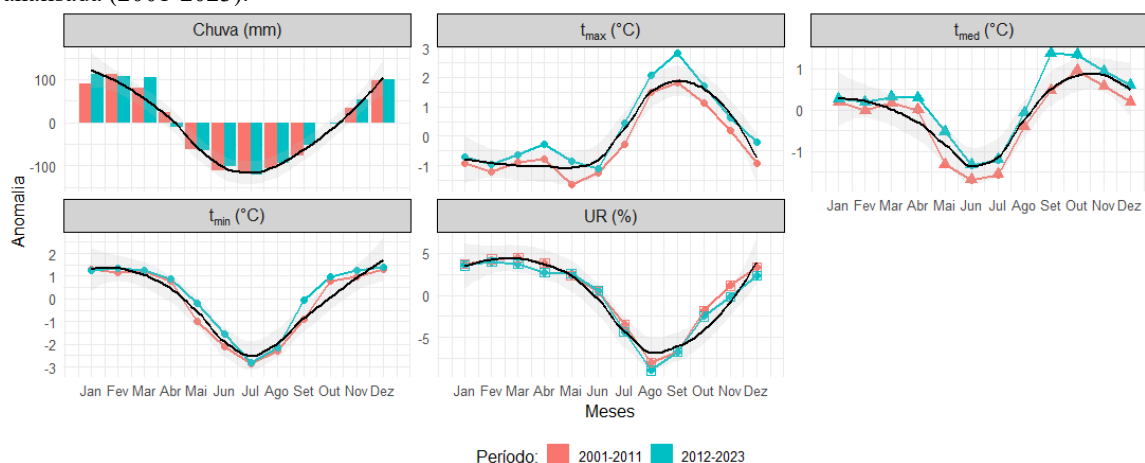 analisada (2001-2023).
Chuva (mm)
t_max (°C)
t_med (°C)
100
0
-100
3
2
1
0
-1
1
0
-1
Jan Fev Mar Abr Mai Jun Jul Ago Set Out Nov Dez
t_min (°C)
UR (%)
Anomalia
2
1
0
-1
-2
-3
5
0
-5
Jan Fev Mar Abr Mai Jun Jul Ago Set Out Nov Dez
Jan Fev Mar Abr Mai Jun Jul Ago Set Out Nov Dez
Meses
Período: 2001-2011 2012-2023